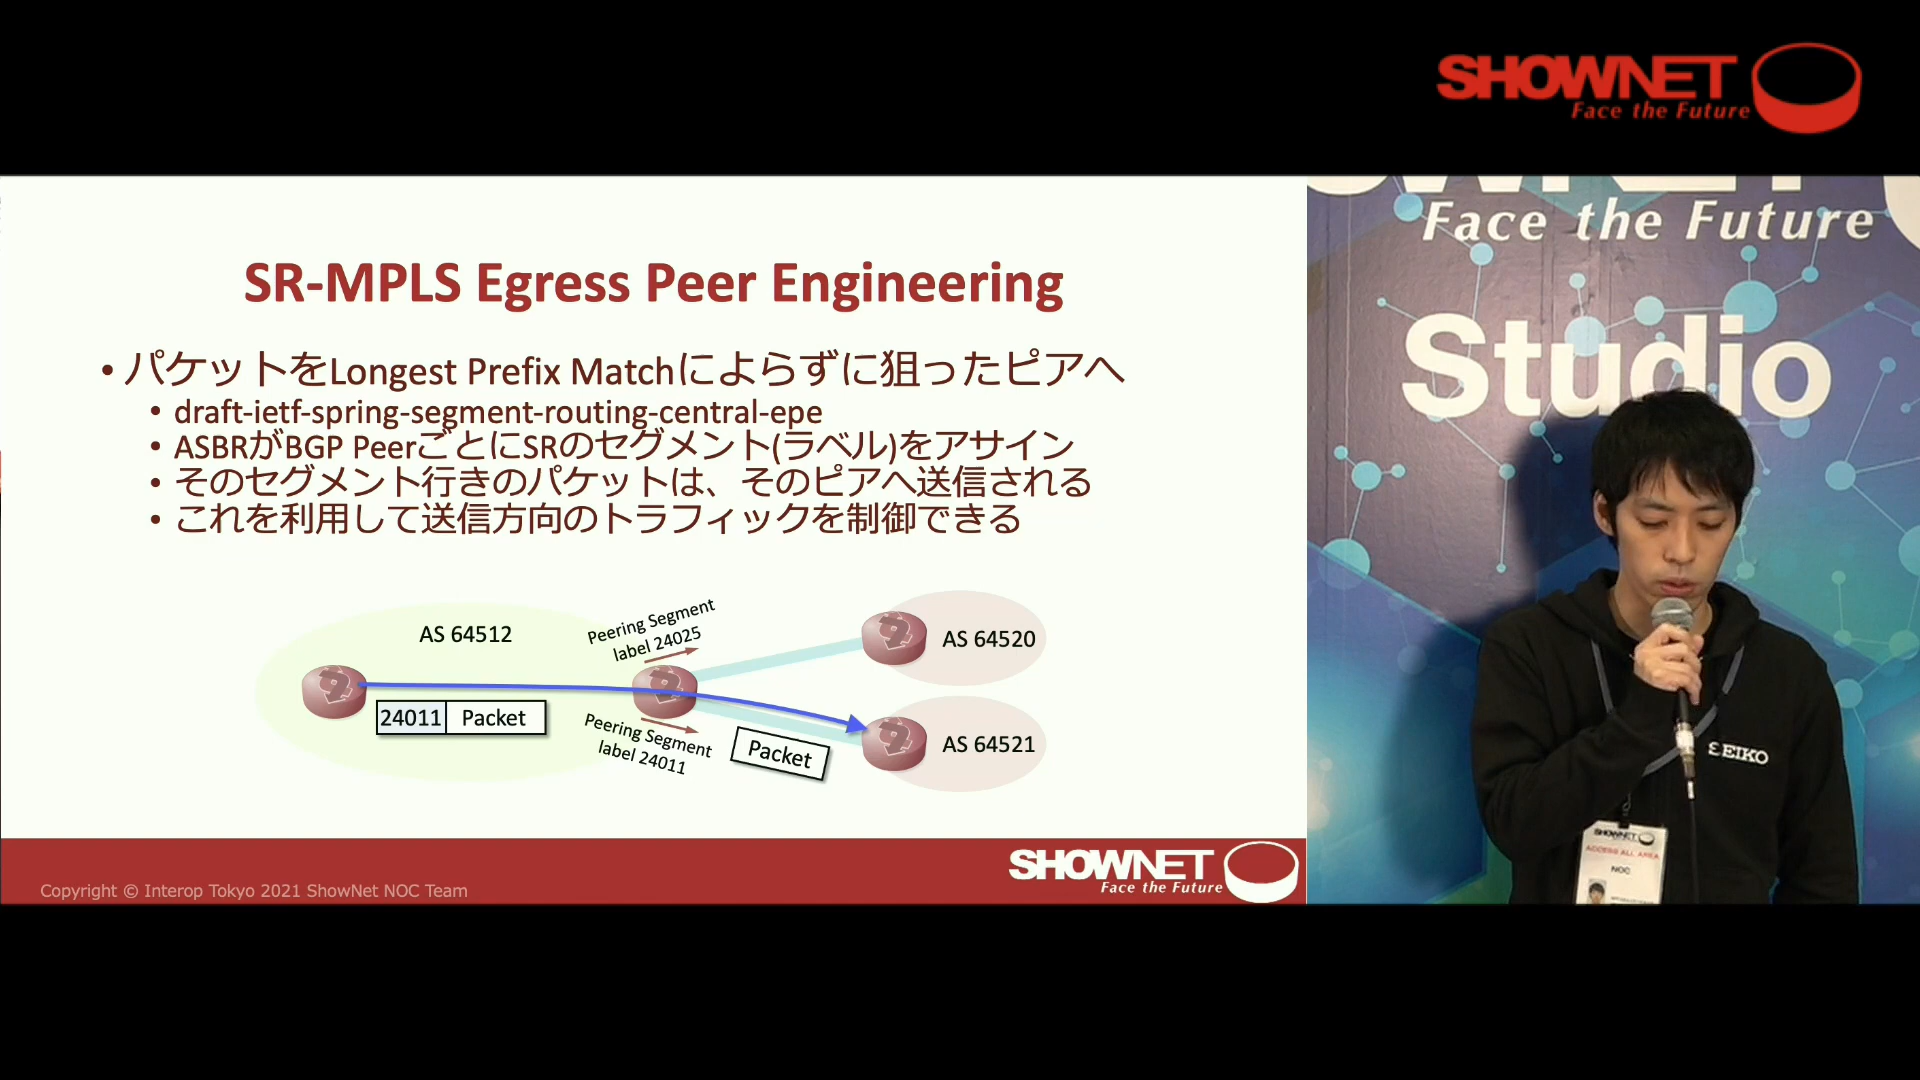 SHOWNET
Face the Future
SR-MPLS Egress Peer Engineering
• パケットをLongest Prefix Matchによらずに狙ったピアへ
• draft-ietf-spring-segment-routing-central-epe
• ASBRがBGP PeerごとにSRのセグメント(ラベル)をアサイン
• そのセグメント行きのパケットは、そのピアへ送信される
• これを利用して送信方向のトラフィックを制御できる
AS 64512
Peering Segment
label 24025
AS 64520
24011 Packet
Peering Segment
label 24011
Packet
AS 64521
Copyright © Interop Tokyo 2021 ShowNet NOC Team
SHOWNET
Face the Future
Face the Future
Studio
SEIKO
SHOWNET
ACCESS ALL AREA
NOC